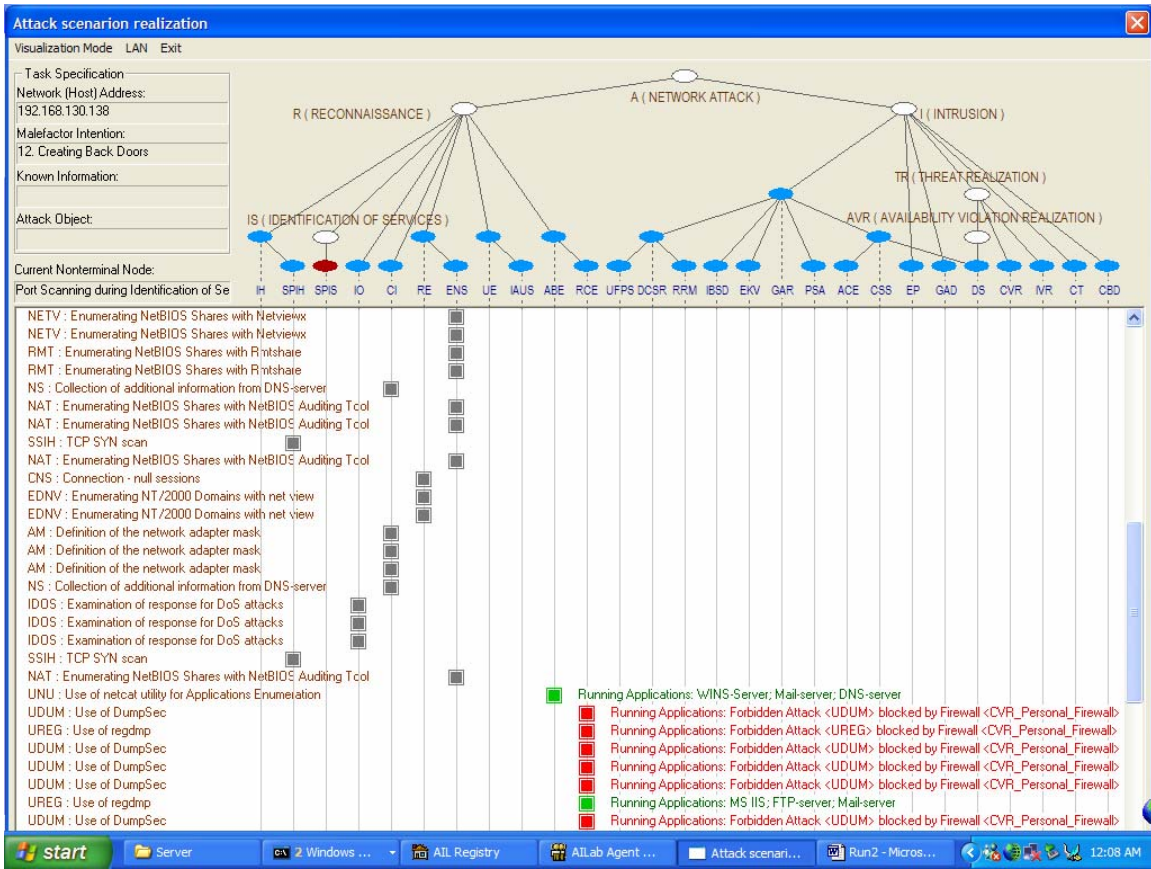 Attack scenarion realization
Visualization Mode LAN Exit
Task Specification
Network (Host) Address:
192.168.130.138
Malefactor Intention:
12. Creating Back Doors
Known Information:
Attack Object:
Current Nonterminal Node:
Port Scanning during Identification of Se
A ( NETWORK ATTACK )
R ( RECONNAISSANCE )
I ( INTRUSION )
TR ( THREAT REALIZATION )
IS ( IDENTIFICATION OF SERVICES )
AVR ( AVAILABILITY VIOLATION REALIZATION )
IH SPIH SPIS IO CI RE ENS UE IAUS ABE RCE UFPS DCSR RRM IBSD EKV GAR PSA ACE CSS EP GAD DS CVR IVR CT CBD
NETV : Enumerating NetBIOS Shares with Netviewx
NETV : Enumerating NetBIOS Shares with Netviewx
RMT : Enumerating NetBIOS Shares with Rmtshare
RMT : Enumerating NetBIOS Shares with Rmtshare
NS : Collection of additional information from DNS-server
NAT : Enumerating NetBIOS Shares with NetBIOS Auditing Tool
NAT : Enumerating NetBIOS Shares with NetBIOS Auditing Tool
SSIH : TCP SYN scan
NAT : Enumerating NetBIOS Shares with NetBIOS Auditing Tool
CNS : Connection - null sessions
EDNV : Enumerating NT/2000 Domains with net view
EDNV : Enumerating NT/2000 Domains with net view
AM : Definition of the network adapter mask
AM : Definition of the network adapter mask
AM : Definition of the network adapter mask
NS : Collection of additional information from DNS-server
IDOS : Examination of response for DoS attacks
IDOS : Examination of response for DoS attacks
IDOS : Examination of response for DoS attacks
SSIH : TCP SYN scan
NAT : Enumerating NetBIOS Shares with NetBIOS Auditing Tool
UNU : Use of netcat utility for Applications Enumeration Running Applications: WINS-Server; Mail-server; DNS-server
UDUM : Use of DumpSec Running Applications: Forbidden Attack <UDUM> blocked by Firewall <CVR_Personal_Firewall>
UREG : Use of regdmp Running Applications: Forbidden Attack <UREG> blocked by Firewall <CVR_Personal_Firewall>
UDUM : Use of DumpSec Running Applications: Forbidden Attack <UDUM> blocked by Firewall <CVR_Personal_Firewall>
UDUM : Use of DumpSec Running Applications: Forbidden Attack <UDUM> blocked by Firewall <CVR_Personal_Firewall>
UDUM : Use of DumpSec Running Applications: Forbidden Attack <UDUM> blocked by Firewall <CVR_Personal_Firewall>
UREG : Use of regdmp Running Applications: MS IIS; FTP-server; Mail-server
UDUM : Use of DumpSec Running Applications: Forbidden Attack <UDUM> blocked by Firewall <CVR_Personal_Firewall>
start Server 2 Windows ... AIL Registry AILab Agent ... Attack scenari... Run2 - Micros... 12:08 AM